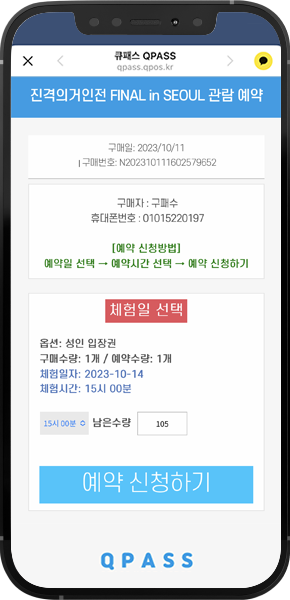 큐패스 QPASS
qpass.qpos.kr
진격의거인전 FINAL in SEOUL 관람 예약
구매일: 2023/10/11
| 구매번호: N202310111602579652
구매자 : 구매수
휴대폰번호 : 01015220197
[예약 신청방법]
예약일 선택 → 예약시간 선택 → 예약 신청하기
체험일 선택
옵션: 성인 입장권
구매수량: 1개 / 예약수량: 1개
체험일자: 2023-10-14
체험시간: 15시 00분
15시 00분 남은수량 105
예약 신청하기
QPASS